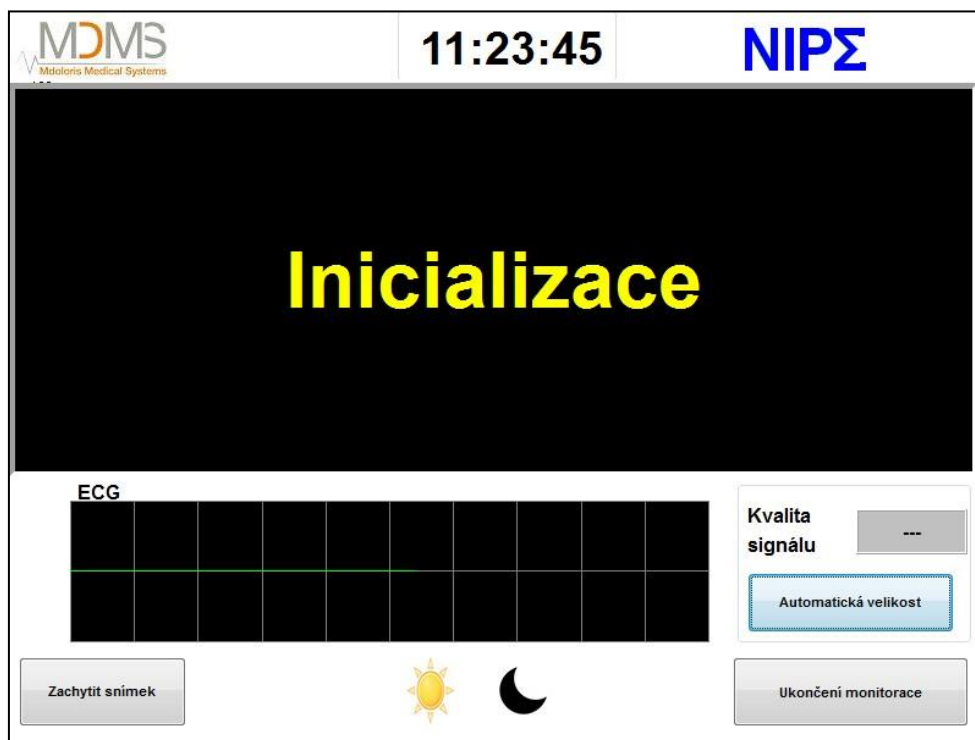 MDMS
Mdoloris Medical Systems
11:23:45
NIPΣ
Inicializace
ECG
Kvalita
signálu
---
Automatická velikost
Zachytit snímek
Ukončení monitorace